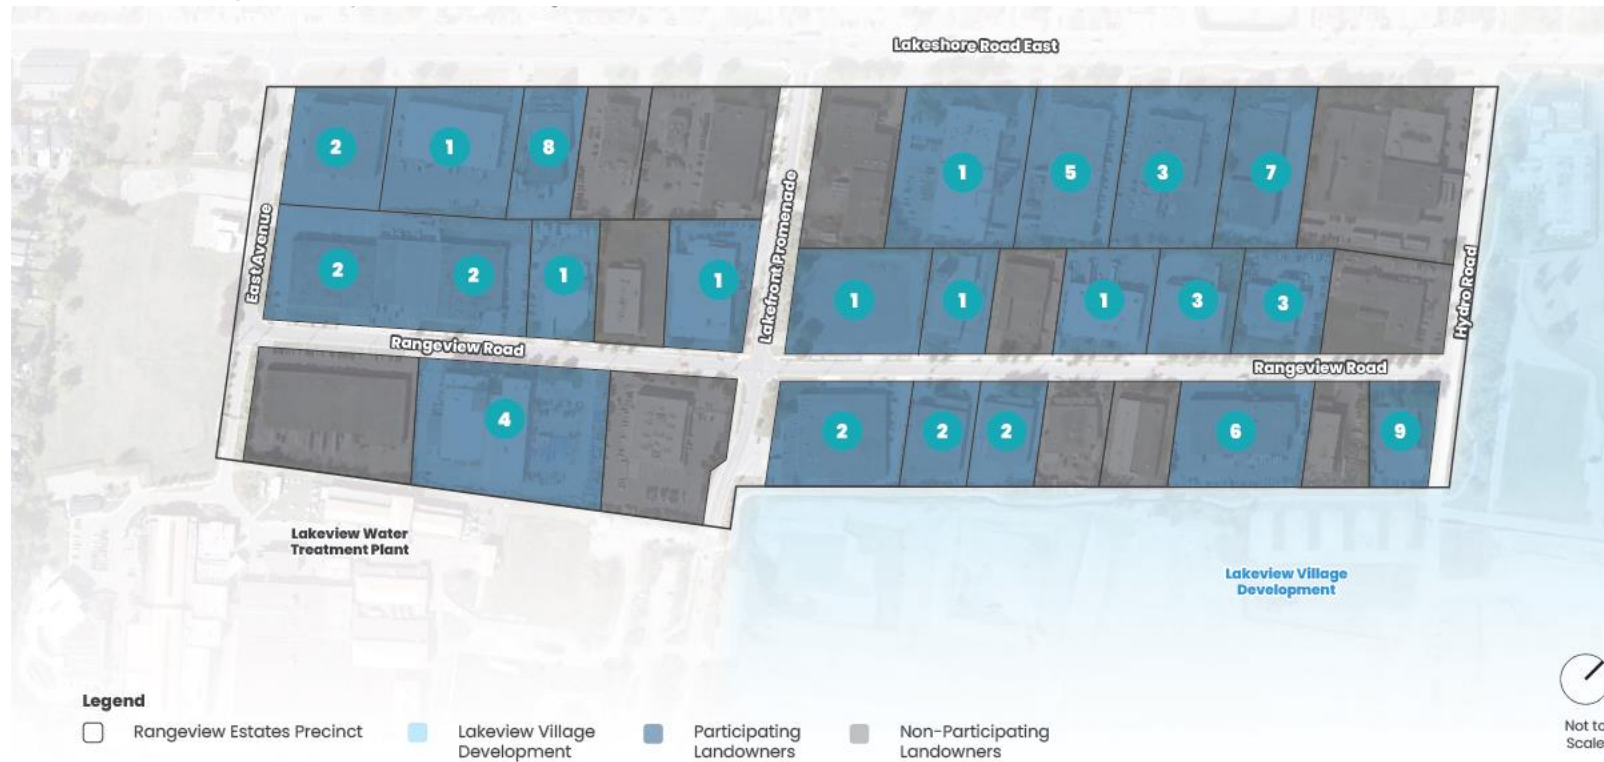 Lakeshore Road East
2
1
8
1
5
3
7
East Avenue
Lakefront Promenade
Hydro Road
2
2
1
1
1
1
1
3
3
Rangeview Road
Rangeview Road
4
2
2
2
6
9
Lakeview Water
Treatment Plant
Lakeview Village
Development
Legend
Rangeview Estates Precinct
Lakeview Village
Development
Participating
Landowners
Non-Participating
Landowners
Not to
Scale